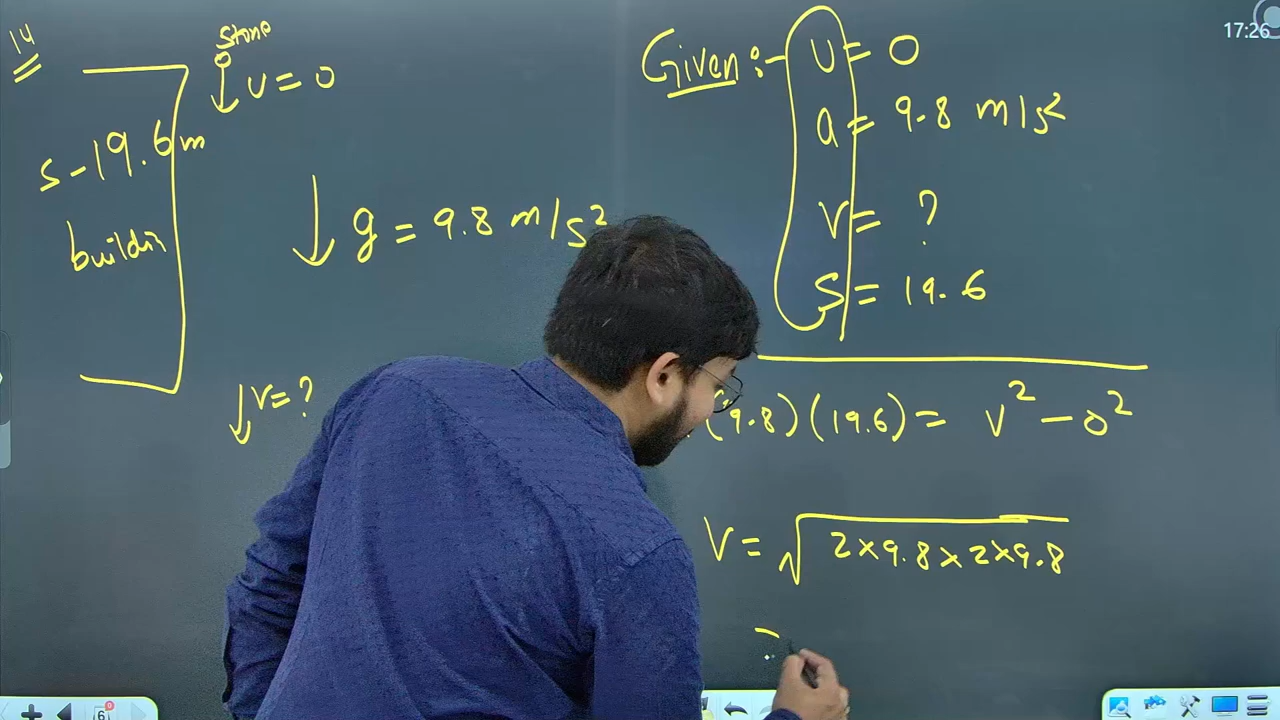 14
Stone
u = 0
s - 19.6 m
buildin
g = 9.8 m/s²
v = ?
17:26
Given :-
u = 0
a = 9.8 m/s²
v = ?
S = 19.6
(9.8) (19.6) = v² - 0²
V = √2×9.8×2×9.8